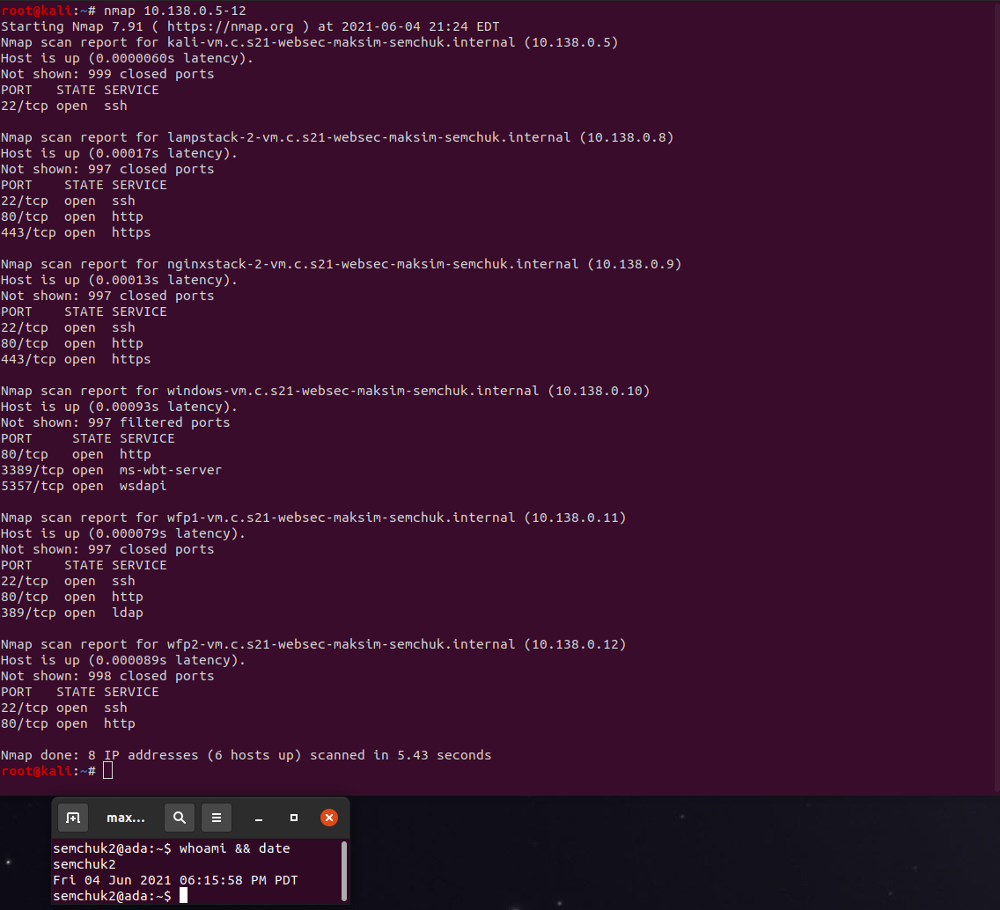 root@kali:~# nmap 10.138.0.5-12
Starting Nmap 7.91 ( https://nmap.org ) at 2021-06-04 21:24 EDT
Nmap scan report for kali-vm.c.s21-websec-maksim-semchuk.internal (10.138.0.5)
Host is up (0.0000060s latency).
Not shown: 999 closed ports
PORT   STATE SERVICE
22/tcp open  ssh

Nmap scan report for lampstack-2-vm.c.s21-websec-maksim-semchuk.internal (10.138.0.8)
Host is up (0.00017s latency).
Not shown: 997 closed ports
PORT    STATE SERVICE
22/tcp  open  ssh
80/tcp  open  http
443/tcp open  https

Nmap scan report for nginxstack-2-vm.c.s21-websec-maksim-semchuk.internal (10.138.0.9)
Host is up (0.00013s latency).
Not shown: 997 closed ports
PORT    STATE SERVICE
22/tcp  open  ssh
80/tcp  open  http
443/tcp open  https

Nmap scan report for windows-vm.c.s21-websec-maksim-semchuk.internal (10.138.0.10)
Host is up (0.00093s latency).
Not shown: 997 filtered ports
PORT     STATE SERVICE
80/tcp   open  http
3389/tcp open  ms-wbt-server
5357/tcp open  wsdapi

Nmap scan report for wfp1-vm.c.s21-websec-maksim-semchuk.internal (10.138.0.11)
Host is up (0.000079s latency).
Not shown: 997 closed ports
PORT    STATE SERVICE
22/tcp  open  ssh
80/tcp  open  http
389/tcp open  ldap

Nmap scan report for wfp2-vm.c.s21-websec-maksim-semchuk.internal (10.138.0.12)
Host is up (0.000089s latency).
Not shown: 998 closed ports
PORT   STATE SERVICE
22/tcp open  ssh
80/tcp open  http

Nmap done: 8 IP addresses (6 hosts up) scanned in 5.43 seconds
root@kali:~#
max...
semchuk2@ada:~$ whoami && date
semchuk2
Fri 04 Jun 2021 06:15:58 PM PDT
semchuk2@ada:~$